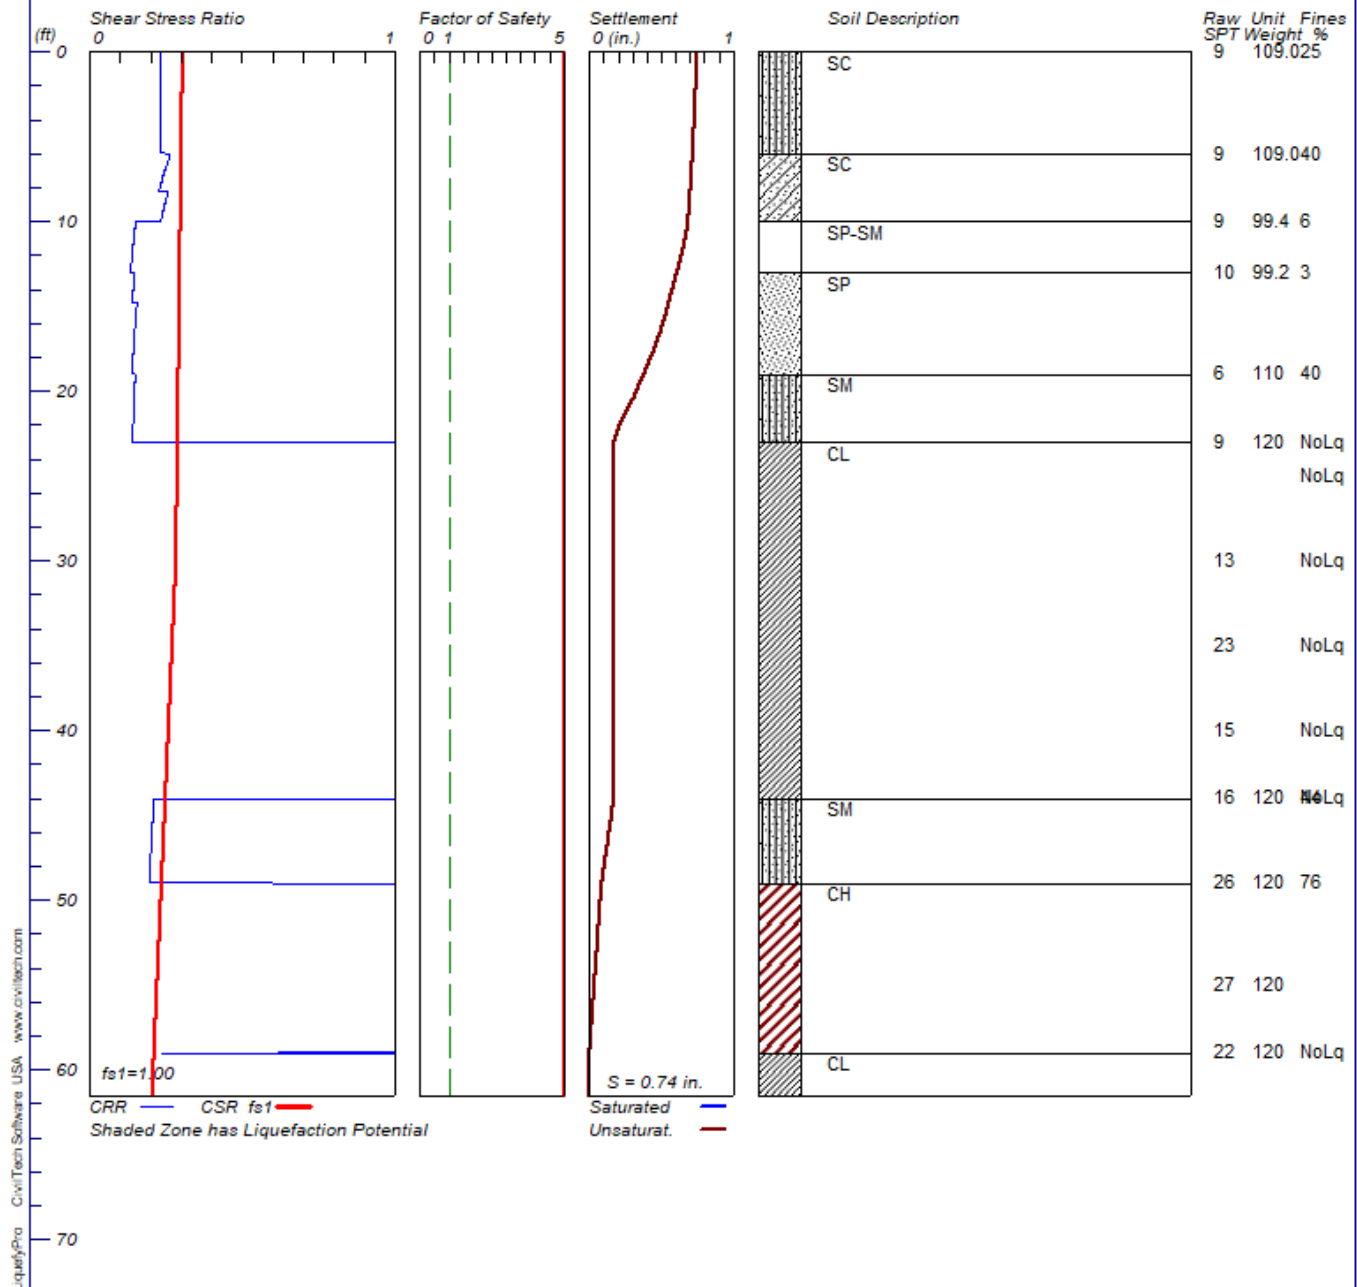 Shear Stress Ratio Factor of Safety Settlement Soil Description Raw Unit Fines
(ft) 0 1 0 1 5 0 (in.) 1 SPT Weight %
0 SC 9 109.025
SC 9 109.040
10 SP-SM 9 99.4 6
SP 10 99.2 3
20 SM 6 110 40
CL 9 120 NoLq
NoLq
30 13 NoLq
23 NoLq
40 15 NoLq
SM 16 120 NoLq
50 CH 26 120 76
27 120
60 CL 22 120 NoLq
fs1=1.00 S = 0.74 in.
CRR CSR fs1 Saturated
Shaded Zone has Liquefaction Potential Unsaturat.
70
CivilTech Software USA www.civiltech.com